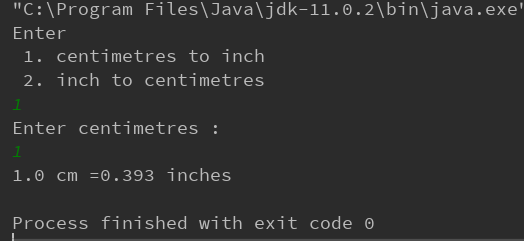 "C:\Program Files\Java\jdk-11.0.2\bin\java.exe"
Enter
 1. centimetres to inch
 2. inch to centimetres
1
Enter centimetres :
1
1.0 cm =0.393 inches

Process finished with exit code 0